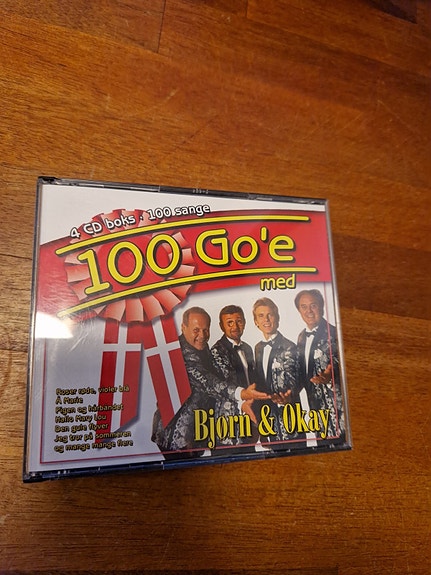 4 CD boks · 100 sange
100 Go'e
med
Roser røde, violer blå
Å Marie
Pigen og hårbandet
Hallo Mary Lou
Den gule flyver
Jeg tror på sommeren
og mange mange flere
Bjørn & Okay